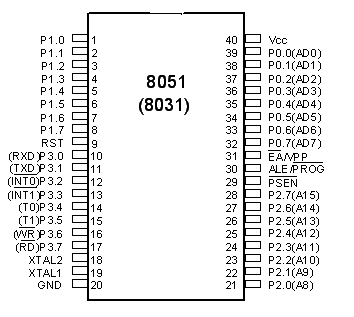 P1.0 1 40 Vcc
P1.1 2 39 P0.0(AD0)
P1.2 3 38 P0.1(AD1)
P1.3 4 8051 37 P0.2(AD2)
P1.4 5 (8031) 36 P0.3(AD3)
P1.5 6 35 P0.4(AD4)
P1.6 7 34 P0.5(AD5)
P1.7 8 33 P0.6(AD6)
RST 9 32 P0.7(AD7)
(RXD)P3.0 10 31 EA/VPP
(TXD)P3.1 11 30 ALE/PROG
(INT0)P3.2 12 29 PSEN
(INT1)P3.3 13 28 P2.7(A15)
(T0)P3.4 14 27 P2.6(A14)
(T1)P3.5 15 26 P2.5(A13)
(WR)P3.6 16 25 P2.4(A12)
(RD)P3.7 17 24 P2.3(A11)
XTAL2 18 23 P2.2(A10)
XTAL1 19 22 P2.1(A9)
GND 20 21 P2.0(A8)